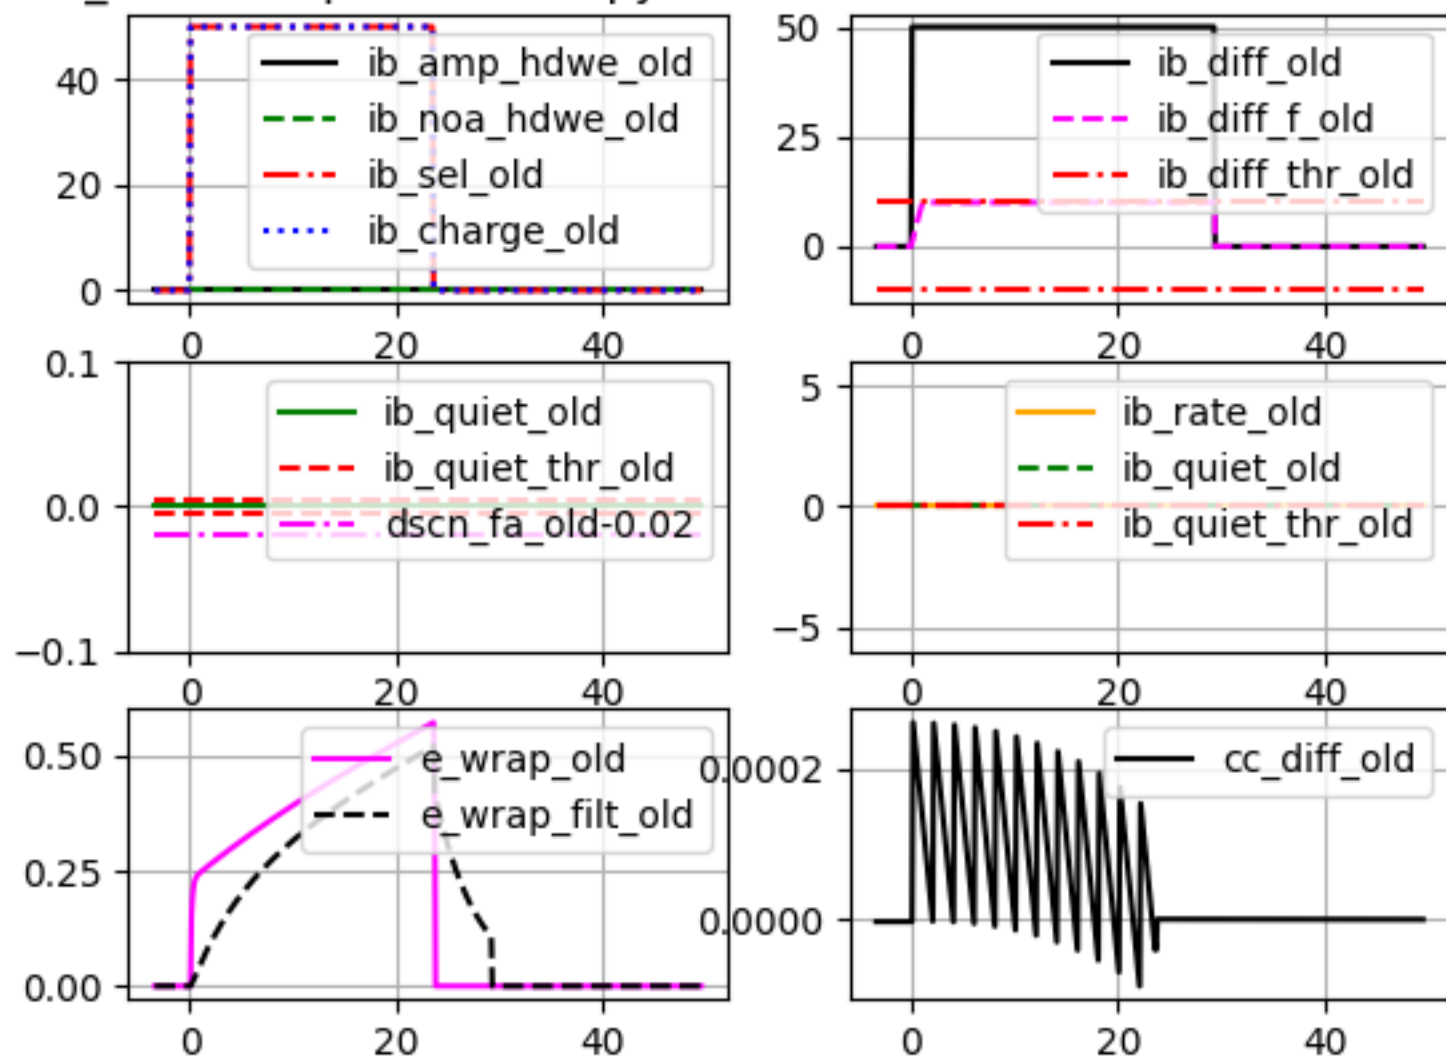 40
20
0
ib_amp_hdwe_old
ib_noa_hdwe_old
ib_sel_old
ib_charge_old
0 20 40
50
25
0
ib_diff_old
ib_diff_f_old
ib_diff_thr_old
0 20 40
0.1
0.0
−0.1
ib_quiet_old
ib_quiet_thr_old
dscn_fa_old-0.02
0 20 40
5
0
−5
ib_rate_old
ib_quiet_old
ib_quiet_thr_old
0 20 40
0.50
0.25
0.00
e_wrap_old
e_wrap_filt_old
0 20 40
0.0002
0.0000
cc_diff_old
0 20 40